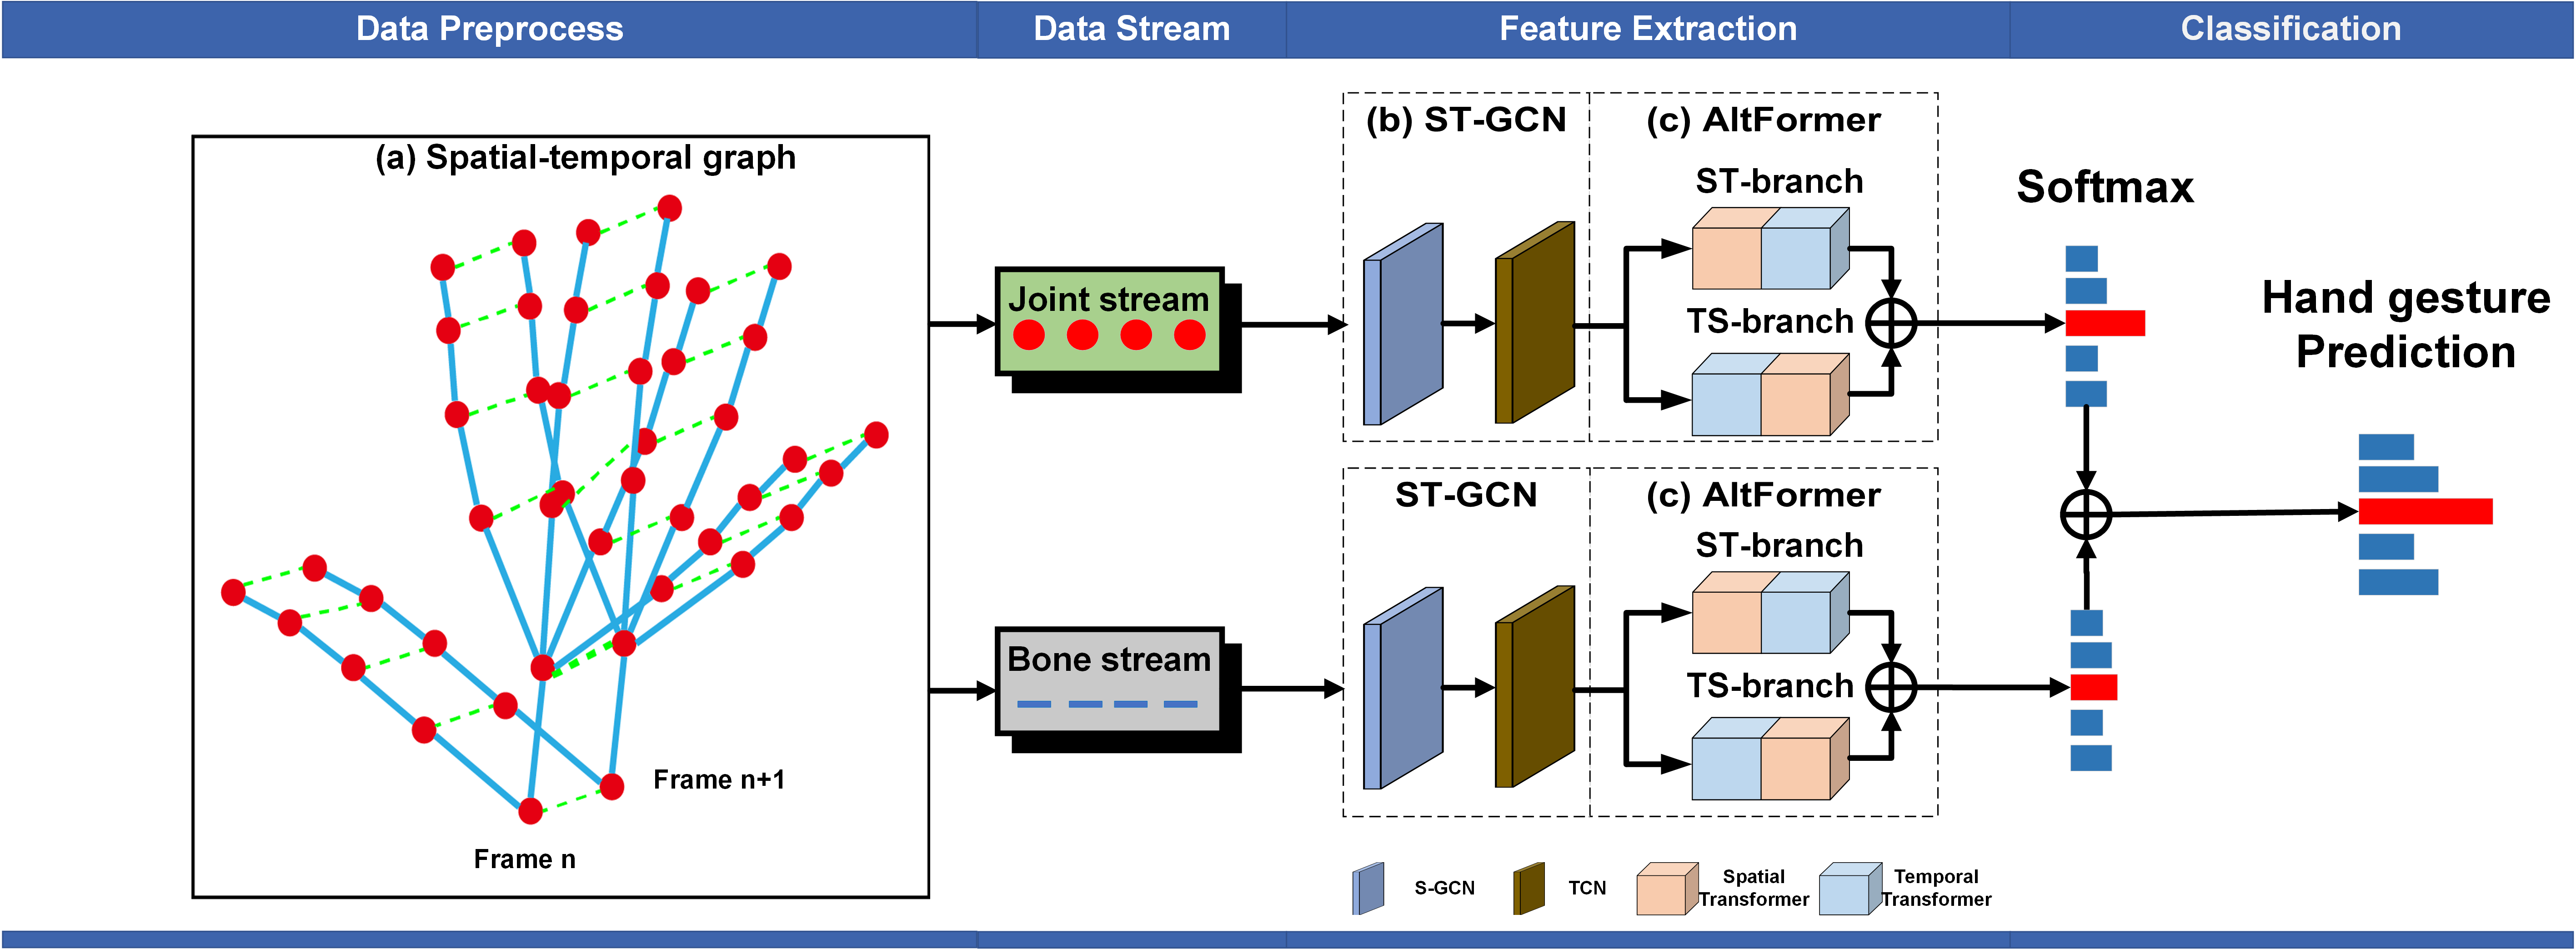 Data Preprocess
Data Stream
Feature Extraction
Classification
(a) Spatial-temporal graph
Frame n+1
Frame n
Joint stream
Bone stream
(b) ST-GCN
(c) AltFormer
ST-branch
TS-branch
ST-GCN
(c) AltFormer
ST-branch
TS-branch
S-GCN
TCN
Spatial
Transformer
Temporal
Transformer
Softmax
Hand gesture
Prediction